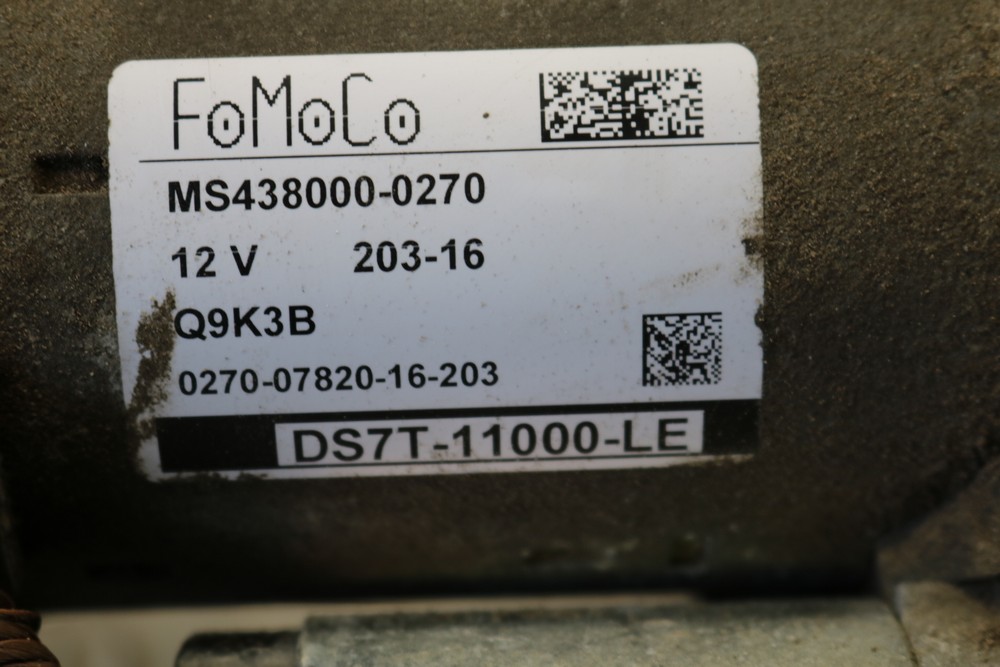 FoMoCo
MS438000-0270
12 V 203-16
Q9K3B
0270-07820-16-203
DS7T-11000-LE